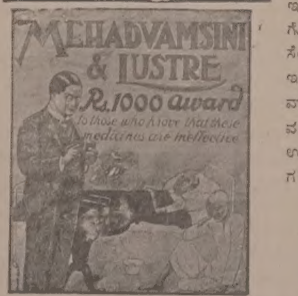 MEHADVAMSINI
& LUSTRE
Rs. 1000 award
to those who prove that these
medicines are ineffective